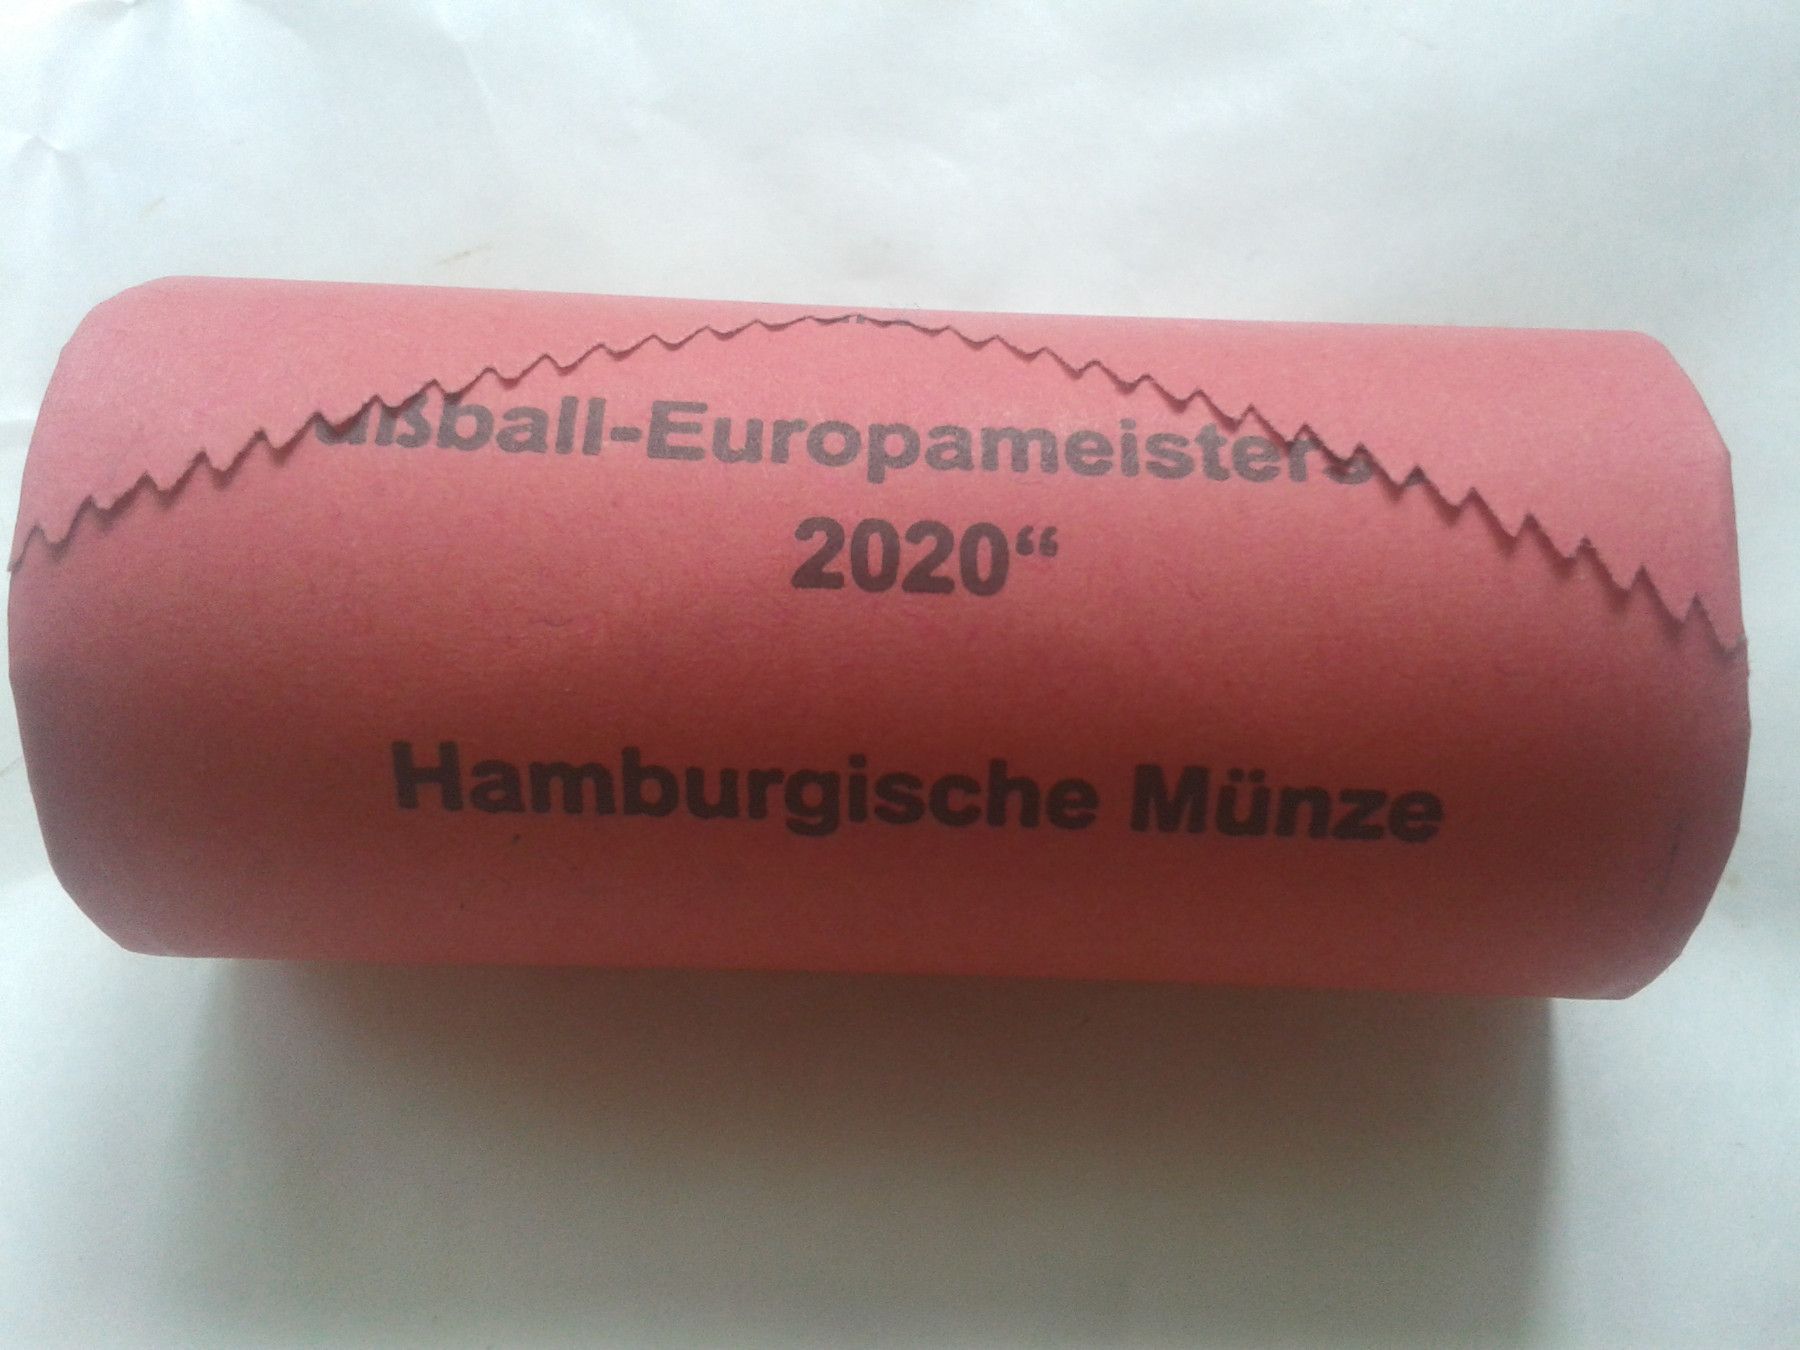 ußball-Europameisters
2020“
Hamburgische Münze